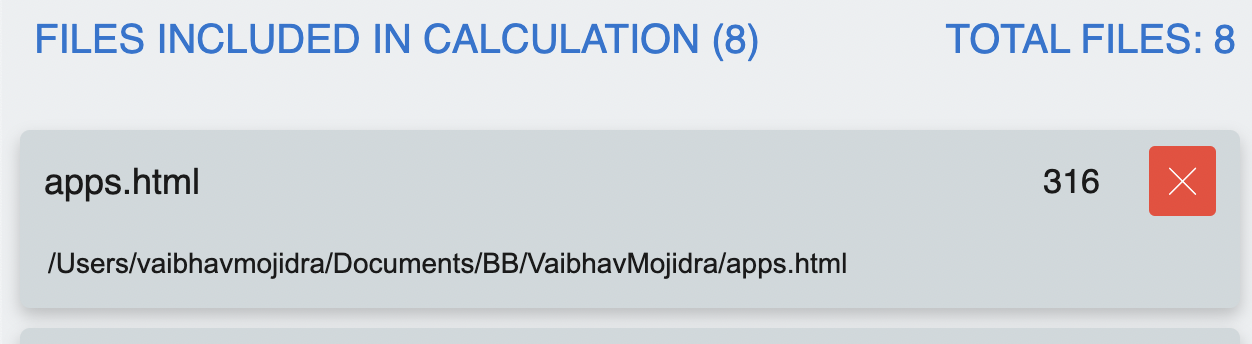 FILES INCLUDED IN CALCULATION (8) TOTAL FILES: 8
apps.html 316
/Users/vaibhavmojidra/Documents/BB/VaibhavMojidra/apps.html